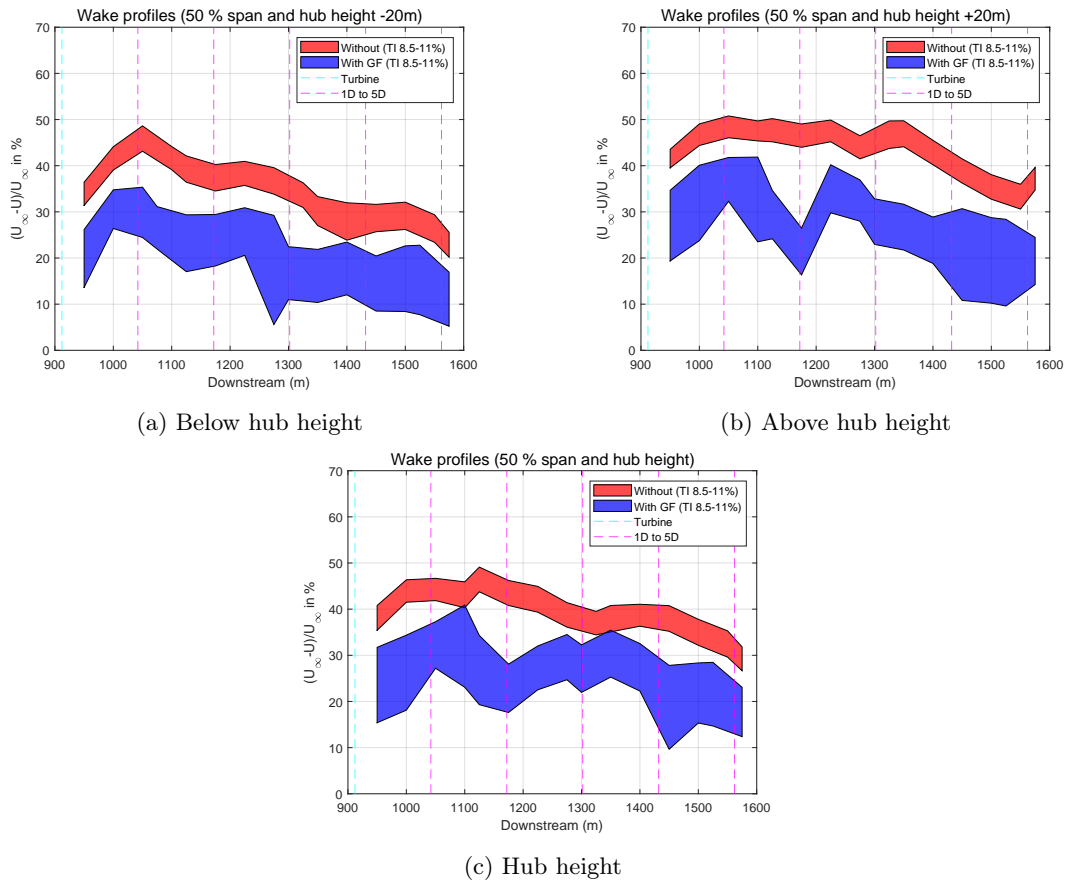 Wake profiles (50 % span and hub height -20m)
70
60
50
40
30
20
10
0
(U∞-U)/U∞ in %
Without (TI 8.5-11%)
With GF (TI 8.5-11%)
Turbine
1D to 5D
900 1000 1100 1200 1300 1400 1500 1600
Downstream (m)
(a) Below hub height
Wake profiles (50 % span and hub height +20m)
70
60
50
40
30
20
10
0
(U∞-U)/U∞ in %
Without (TI 8.5-11%)
With GF (TI 8.5-11%)
Turbine
1D to 5D
900 1000 1100 1200 1300 1400 1500 1600
Downstream (m)
(b) Above hub height
Wake profiles (50 % span and hub height)
70
60
50
40
30
20
10
0
(U∞-U)/U∞ in %
Without (TI 8.5-11%)
With GF (TI 8.5-11%)
Turbine
1D to 5D
900 1000 1100 1200 1300 1400 1500 1600
Downstream (m)
(c) Hub height